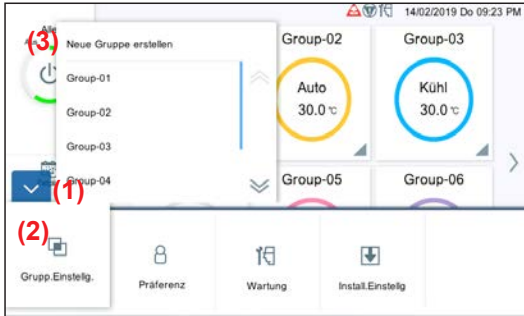 14/02/2019 Do 09:23 PM
Alle
(3)
Neue Gruppe erstellen
Group-01
Group-02
Group-03
Group-04
Group-02
Auto
30.0 °C
Group-03
Kühl
30.0 °C
(1)
Group-05
Group-06
(2)
Grupp.Einstellg.
Präferenz
Wartung
Install.Einstellg